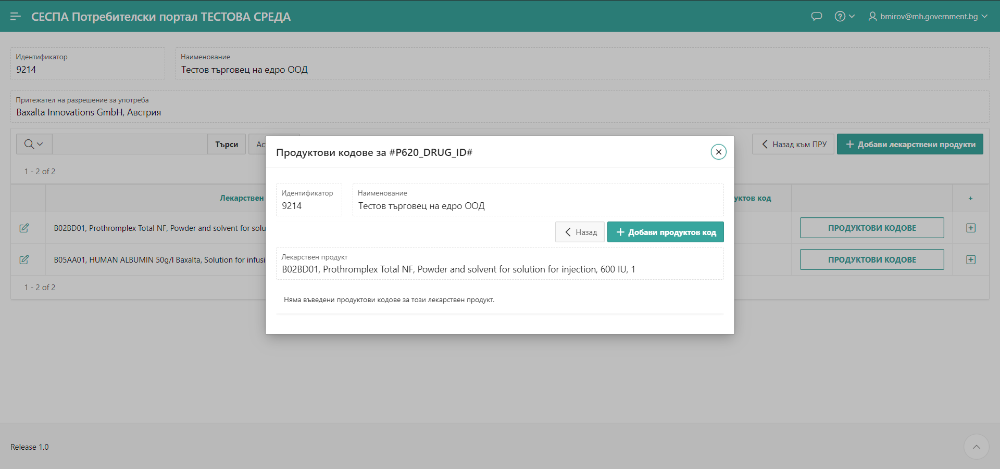 СЕСПА Потребителски портал ТЕСТОВА СРЕДА
bmirov@mh.government.bg
Идентификатор
9214
Наименование
Тестов търговец на едро ООД
Притежател на разрешение за употреба
Baxalta Innovations GmbH, Австрия
Търси
Ас
Назад към ПРУ
Добави лекарствени продукти
1 - 2 of 2
Лекарствен
уктов код
+
B02BD01, Prothromplex Total NF, Powder and solvent for solu
ПРОДУКТОВИ КОДОВЕ
B05AA01, HUMAN ALBUMIN 50g/l Baxalta, Solution for infusi
ПРОДУКТОВИ КОДОВЕ
1 - 2 of 2
Продуктови кодове за #P620_DRUG_ID#
Идентификатор
9214
Наименование
Тестов търговец на едро ООД
Назад
Добави продуктов код
Лекарствен продукт
B02BD01, Prothromplex Total NF, Powder and solvent for solution for injection, 600 IU, 1
Няма въведени продуктови кодове за този лекарствен продукт.
Release 1.0